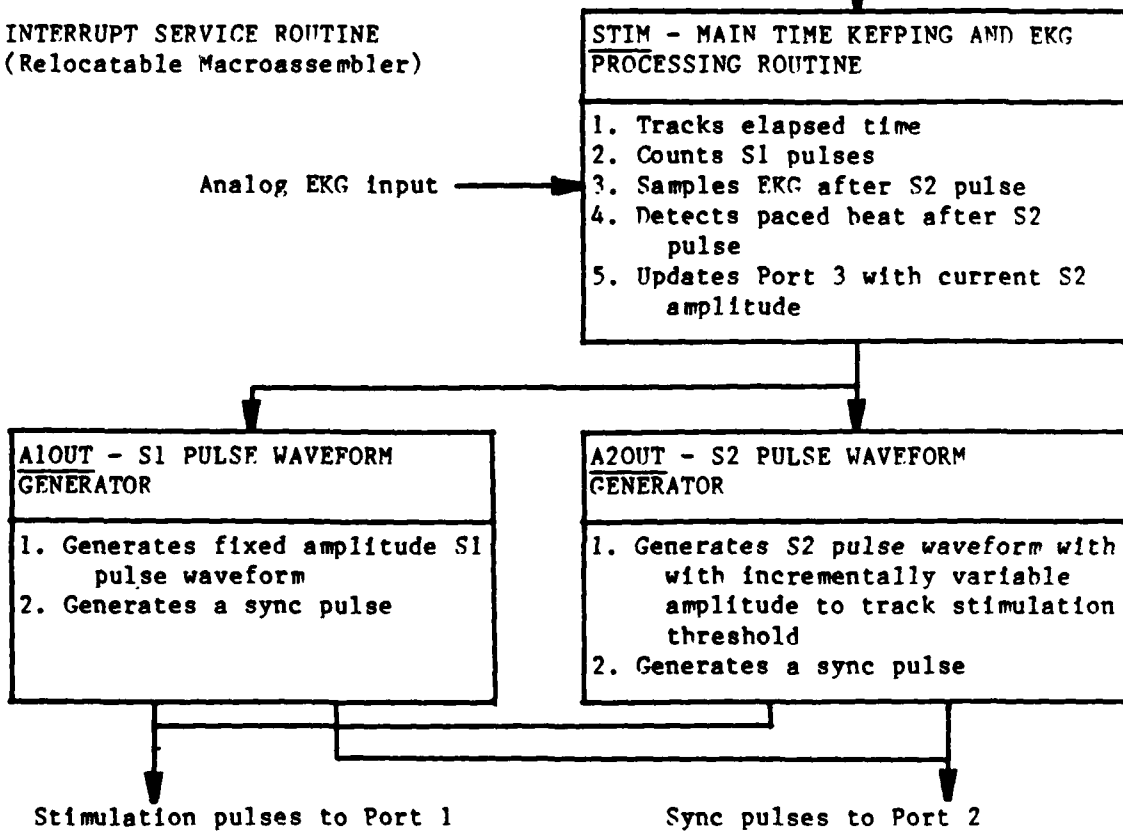 INTERRUPT SERVICE ROUTINE
(Relocatable Macroassembler)
STIM - MAIN TIME KEEPING AND EKG
PROCESSING ROUTINE
1. Tracks elapsed time
2. Counts S1 pulses
3. Samples EKG after S2 pulse
4. Detects paced beat after S2
pulse
5. Updates Port 3 with current S2
amplitude
Analog EKG input
A1OUT - S1 PULSE WAVEFORM
GENERATOR
1. Generates fixed amplitude S1
pulse waveform
2. Generates a sync pulse
A2OUT - S2 PULSE WAVEFORM
GENERATOR
1. Generates S2 pulse waveform with
with incrementally variable
amplitude to track stimulation
threshold
2. Generates a sync pulse
Stimulation pulses to Port 1
Sync pulses to Port 2